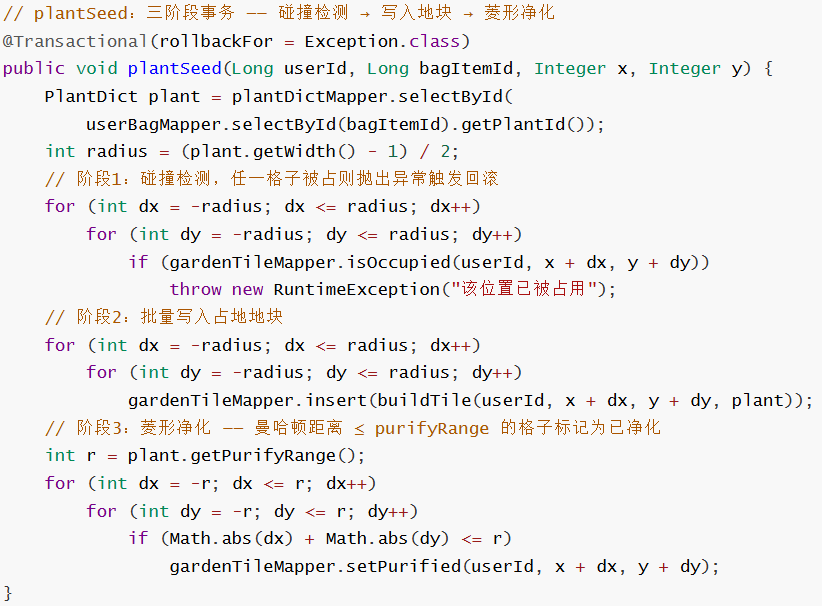 // plantSeed：三阶段事务 —— 碰撞检测 → 写入地块 → 菱形净化
@Transactional(rollbackFor = Exception.class)
public void plantSeed(Long userId, Long bagItemId, Integer x, Integer y) {
    PlantDict plant = plantDictMapper.selectById(
        userBagMapper.selectById(bagItemId).getPlantId());
    int radius = (plant.getWidth() - 1) / 2;
    // 阶段1：碰撞检测，任一格子被占则抛出异常触发回滚
    for (int dx = -radius; dx <= radius; dx++)
        for (int dy = -radius; dy <= radius; dy++)
            if (gardenTileMapper.isOccupied(userId, x + dx, y + dy))
                throw new RuntimeException("该位置已被占用");
    // 阶段2：批量写入占地地块
    for (int dx = -radius; dx <= radius; dx++)
        for (int dy = -radius; dy <= radius; dy++)
            gardenTileMapper.insert(buildTile(userId, x + dx, y + dy, plant));
    // 阶段3：菱形净化 —— 曼哈顿距离 ≤ purifyRange 的格子标记为已净化
    int r = plant.getPurifyRange();
    for (int dx = -r; dx <= r; dx++)
        for (int dy = -r; dy <= r; dy++)
            if (Math.abs(dx) + Math.abs(dy) <= r)
                gardenTileMapper.setPurified(userId, x + dx, y + dy);
}